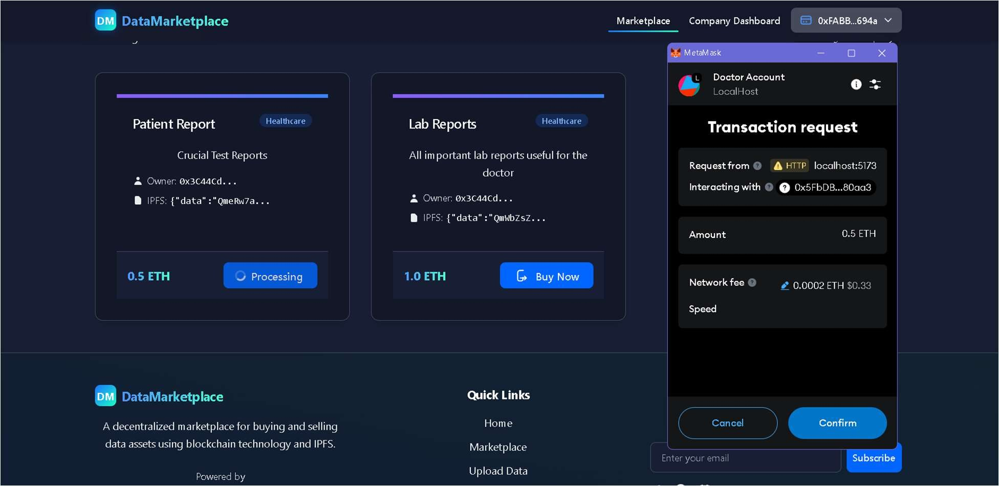 DM DataMarketplace
Marketplace
Company Dashboard
0xFABB...694a
Patient Report
Healthcare
Crucial Test Reports
Owner: 0x3C44Cd...
IPFS: {"data":"QmeRw7a...
0.5 ETH
Processing
Lab Reports
Healthcare
All important lab reports useful for the
doctor
Owner: 0x3C44Cd...
IPFS: {"data":"QmWbZsZ...
1.0 ETH
Buy Now
MetaMask
L
Doctor Account
LocalHost
Transaction request
Request from
HTTP localhost:5173
Interacting with
0x5FbDB...80aa3
Amount
0.5 ETH
Network fee
0.0002 ETH $0.33
Speed
Cancel
Confirm
DM DataMarketplace
A decentralized marketplace for buying and selling
data assets using blockchain technology and IPFS.
Powered by
Quick Links
Home
Marketplace
Upload Data
Enter your email
Subscribe